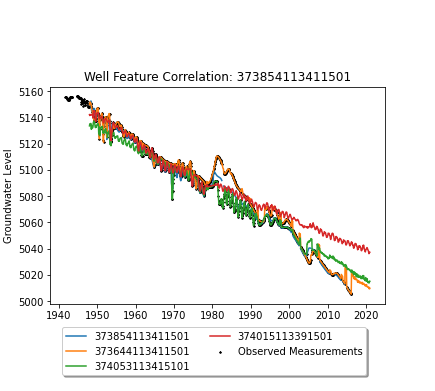 Well Feature Correlation: 373854113411501
Groundwater Level
5160
5140
5120
5100
5080
5060
5040
5020
5000
1940 1950 1960 1970 1980 1990 2000 2010 2020
373854113411501 374015113391501
373644113411501 Observed Measurements
374053113415101